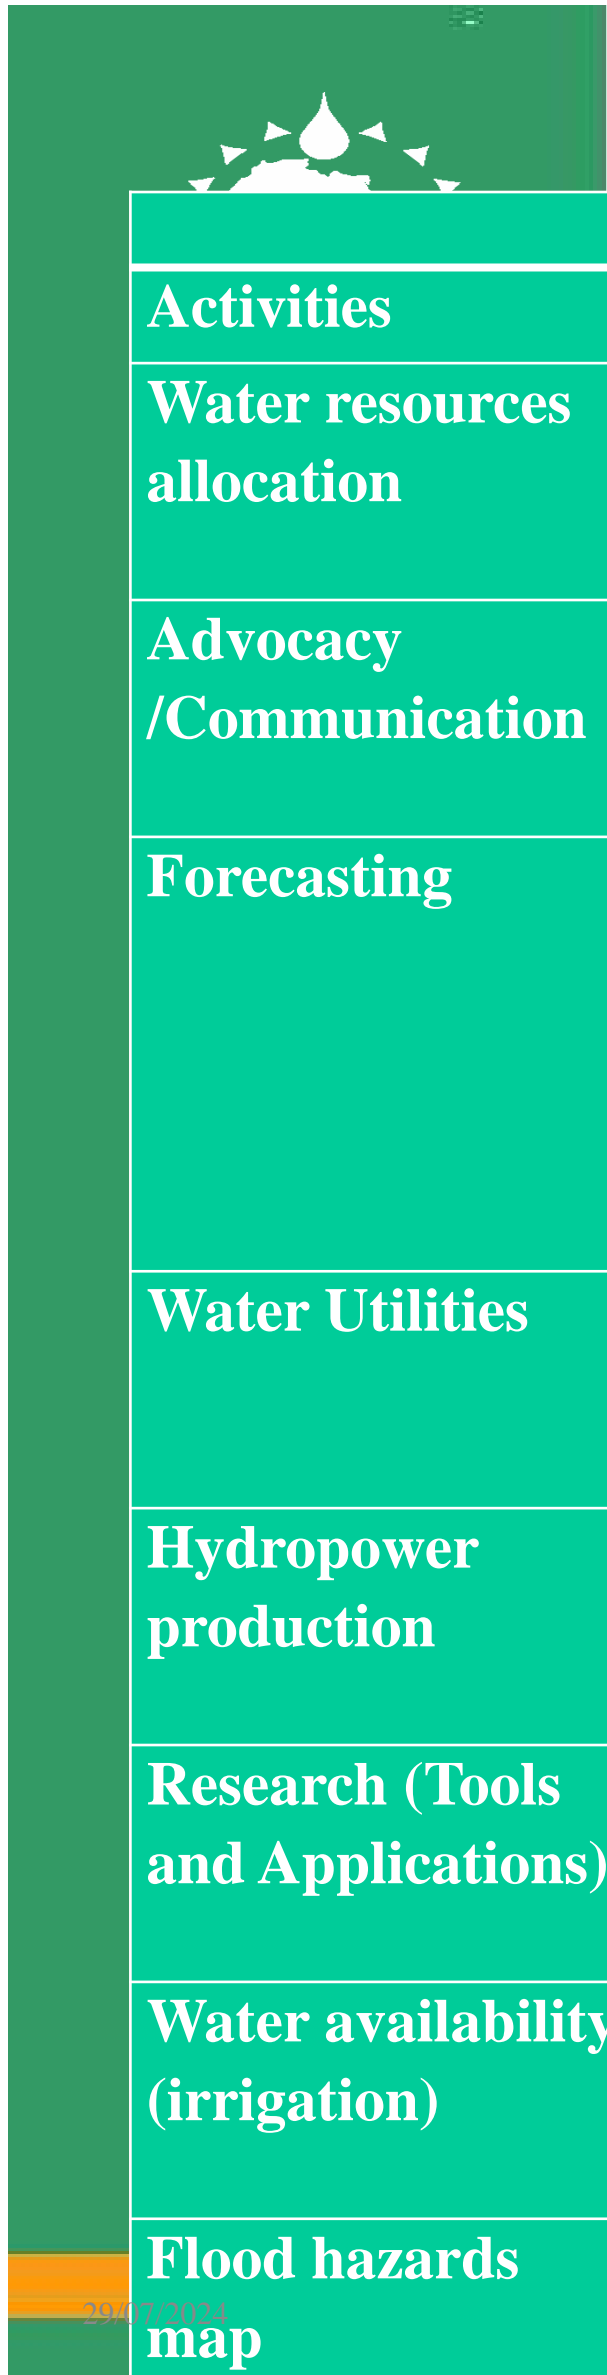 Activities
Water resources
allocation
Advocacy
/Communication
Forecasting
Water Utilities
Hydropower
production
Research (Tools
and Applications)
Water availability
(irrigation)
Flood hazards
29/07/2024
map